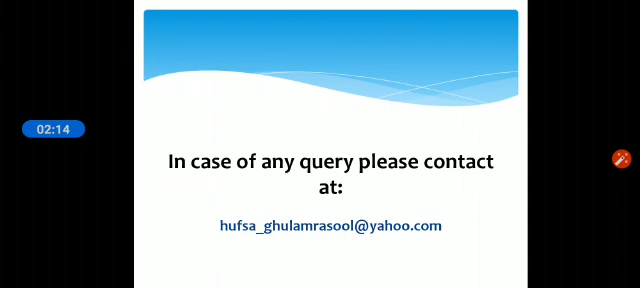 02:14
In case of any query please contact
at:
hufsa_ghulamrasool@yahoo.com